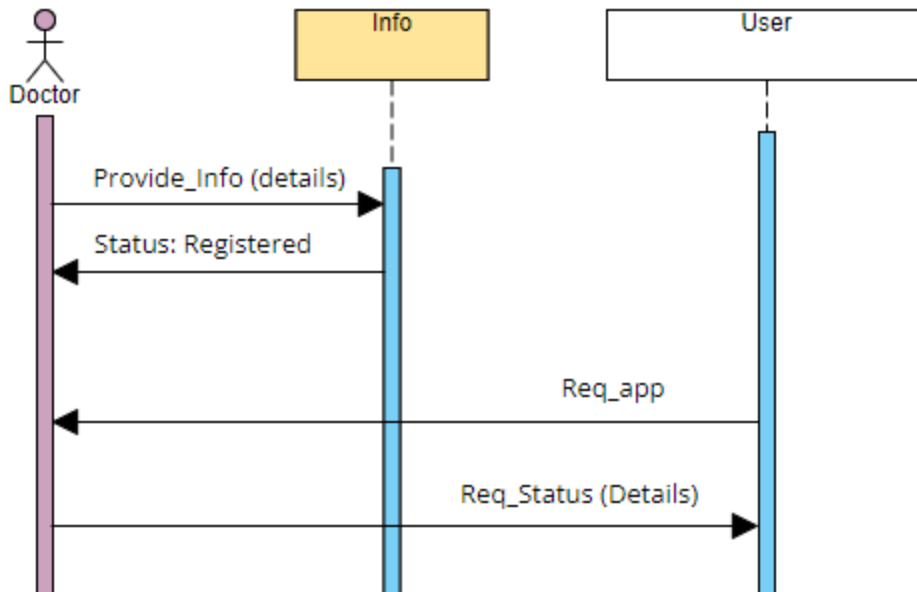 Info
User
Doctor
Provide_Info (details)
Status: Registered
Req_app
Req_Status (Details)